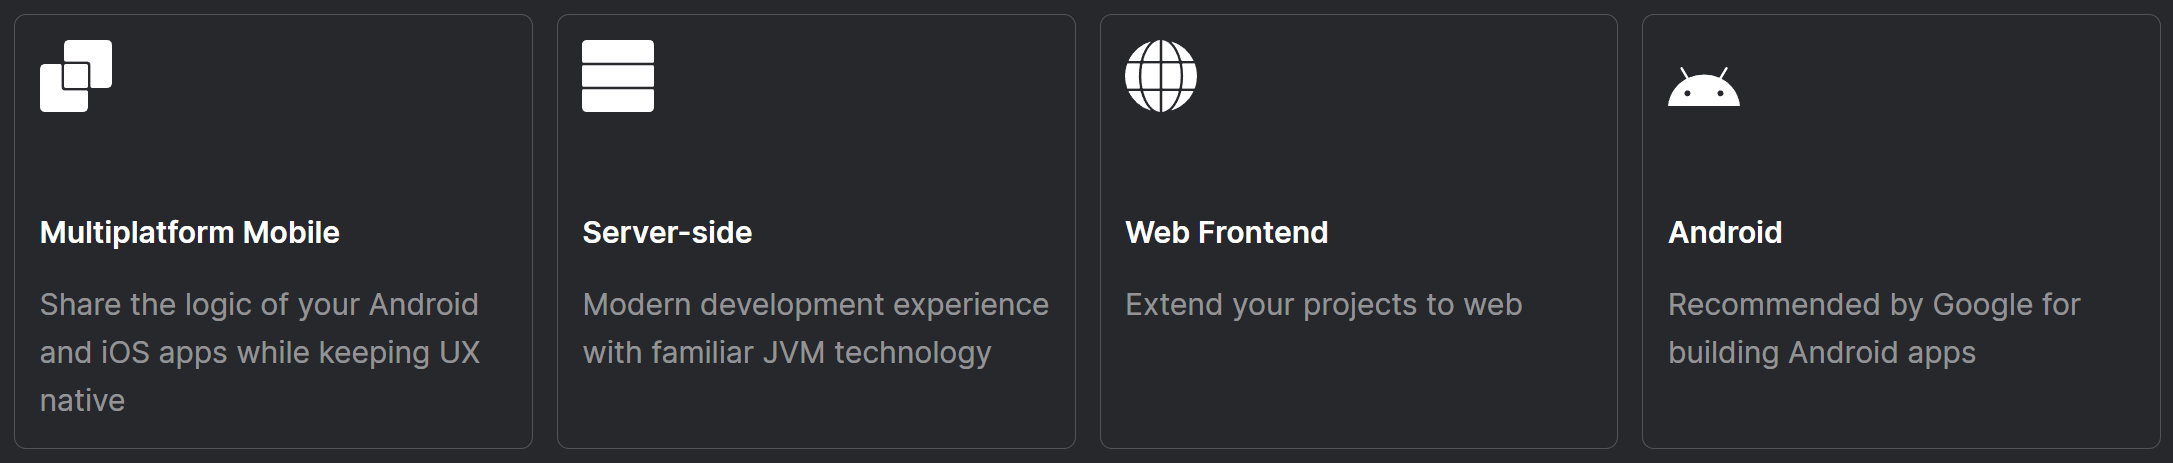 Multiplatform Mobile
Share the logic of your Android
and iOS apps while keeping UX
native
Server-side
Modern development experience
with familiar JVM technology
Web Frontend
Extend your projects to web
Android
Recommended by Google for
building Android apps